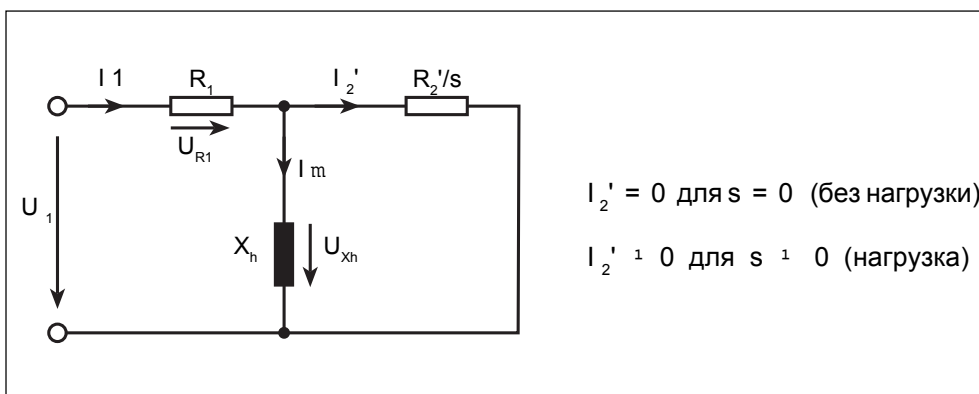 I 1 R1 I2' R2'/s
UR1
I m
U1
Xh UXh
I2' = 0 для s = 0 (без нагрузки)
I2' ¹ 0 для s ¹ 0 (нагрузка)